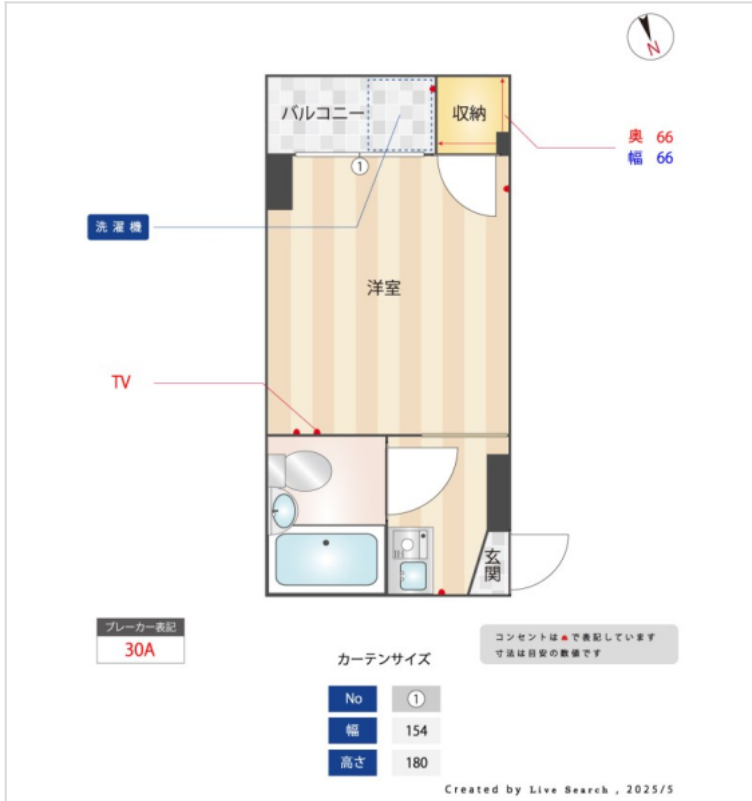 N
バルコニー
収納
奥 66
幅 66
①
洗濯機
洋室
TV
玄関
ブレーカー表記
30A
コンセントは●で表記しています
寸法は目安の数値です
カーテンサイズ
No ①
幅 154
高さ 180
Created by Live Search , 2025/5